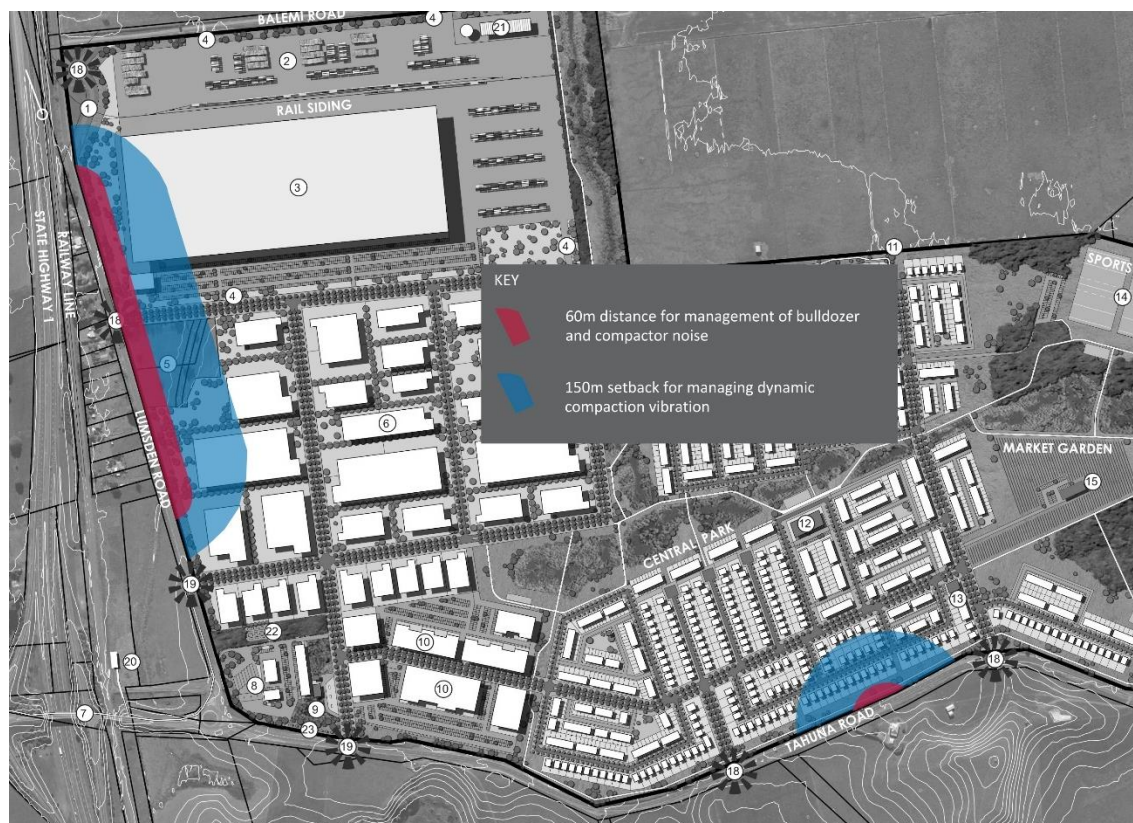 BALEMI ROAD
4
21
4
18
2
1
RAIL SIDING
3
STATE HIGHWAY 1
RAILWAY LINE
4
11
SPORTS
14
KEY
60m distance for management of bulldozer
and compactor noise
150m setback for managing dynamic
compaction vibration
4
18
5
LUMSDEN ROAD
6
MARKET GARDEN
15
12
CENTRAL PARK
19
13
22
20
10
18
8
10
9
7
23
19
TAHUNA ROAD
18